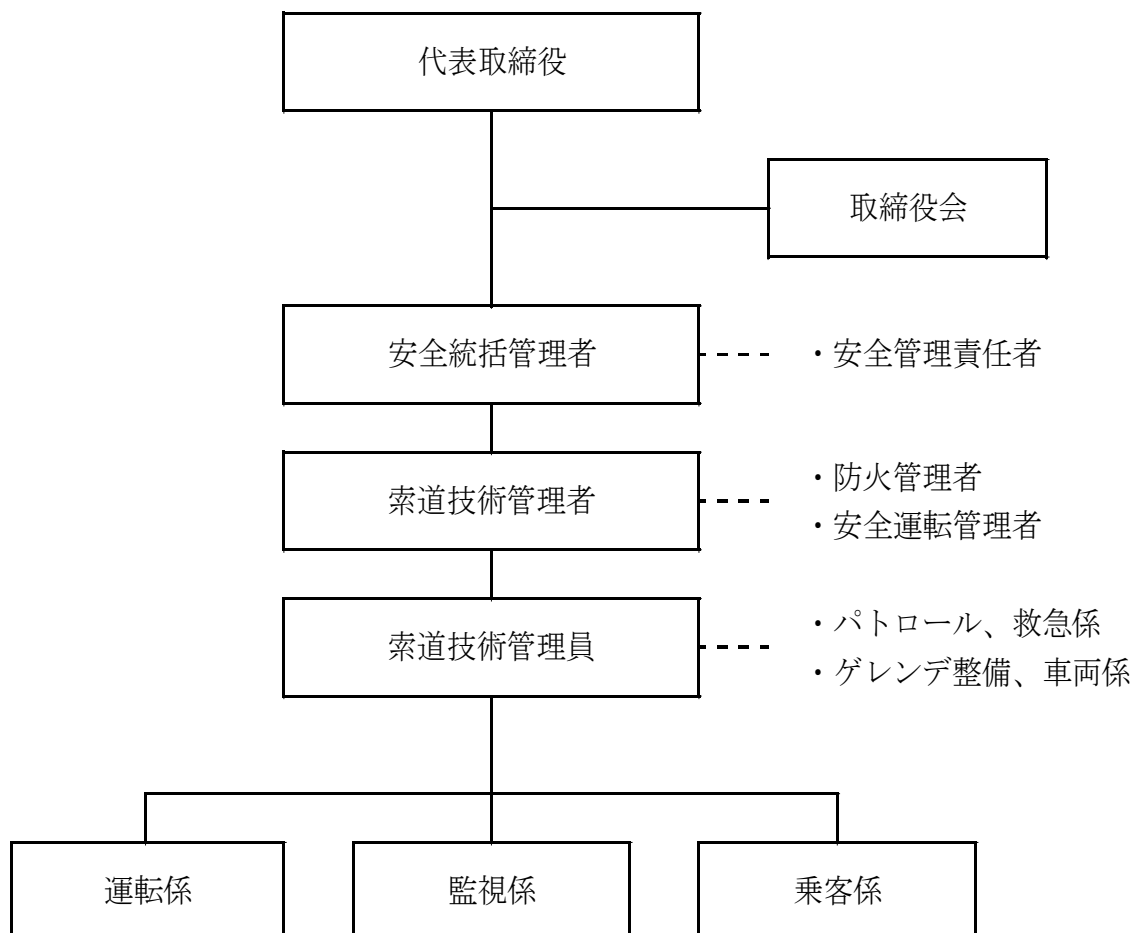 代表取締役
取締役会
安全統括管理者
・安全管理責任者
索道技術管理者
・防火管理者
・安全運転管理者
索道技術管理員
・パトロール、救急係
・ゲレンデ整備、車両係
運転係
監視係
乗客係